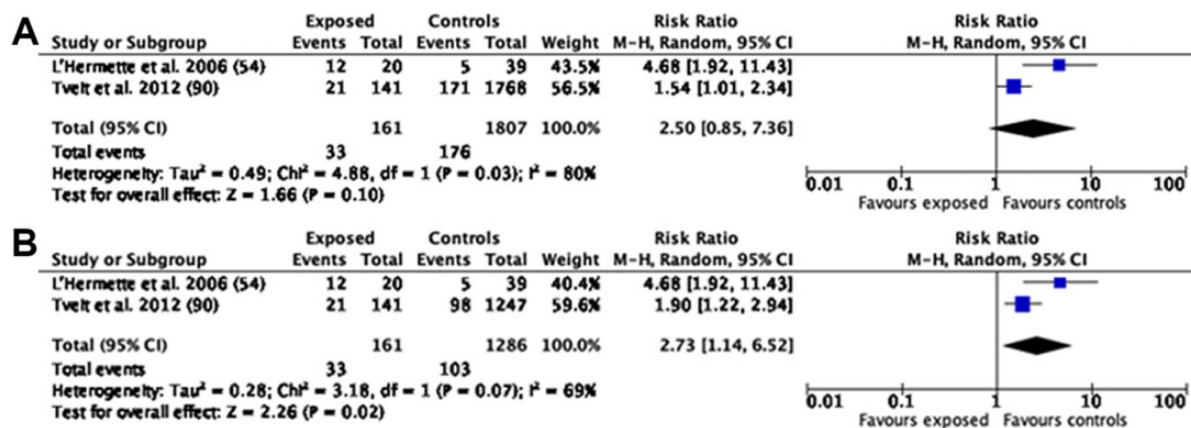 A
Exposed Controls Risk Ratio Risk Ratio
Study or Subgroup Events Total Events Total Weight M-H, Random, 95% CI M-H, Random, 95% CI
L'Hermette et al. 2006 (54) 12 20 5 39 43.5% 4.68 [1.92, 11.43]
Tveit et al. 2012 (90) 21 141 171 1768 56.5% 1.54 [1.01, 2.34]
Total (95% CI) 161 1807 100.0% 2.50 [0.85, 7.36]
Total events 33 176
Heterogeneity: Tau² = 0.49; Chi² = 4.88, df = 1 (P = 0.03); I² = 80%
Test for overall effect: Z = 1.66 (P = 0.10)
0.01 0.1 1 10 100
Favours exposed Favours controls
B
Exposed Controls Risk Ratio Risk Ratio
Study or Subgroup Events Total Events Total Weight M-H, Random, 95% CI M-H, Random, 95% CI
L'Hermette et al. 2006 (54) 12 20 5 39 40.4% 4.68 [1.92, 11.43]
Tveit et al. 2012 (90) 21 141 98 1247 59.6% 1.90 [1.22, 2.94]
Total (95% CI) 161 1286 100.0% 2.73 [1.14, 6.52]
Total events 33 103
Heterogeneity: Tau² = 0.28; Chi² = 3.18, df = 1 (P = 0.07); I² = 69%
Test for overall effect: Z = 2.26 (P = 0.02)
0.01 0.1 1 10 100
Favours exposed Favours controls